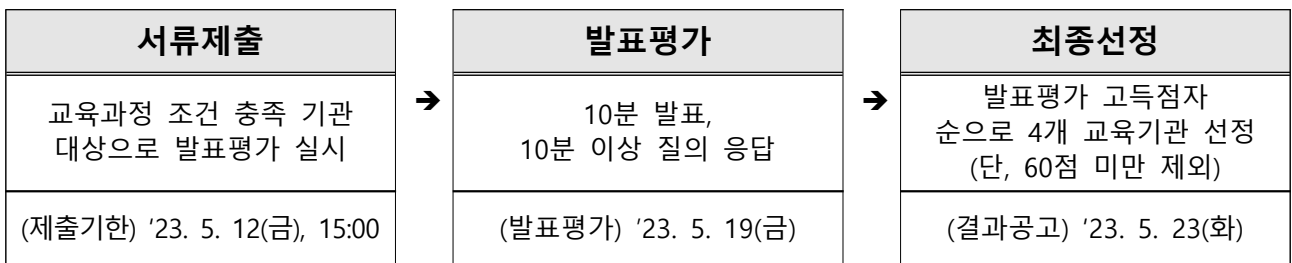 서류제출
교육과정 조건 충족 기관
대상으로 발표평가 실시
(제출기한) '23. 5. 12(금), 15:00
➔
발표평가
10분 발표,
10분 이상 질의 응답
(발표평가) '23. 5. 19(금)
➔
최종선정
발표평가 고득점자
순으로 4개 교육기관 선정
(단, 60점 미만 제외)
(결과공고) '23. 5. 23(화)